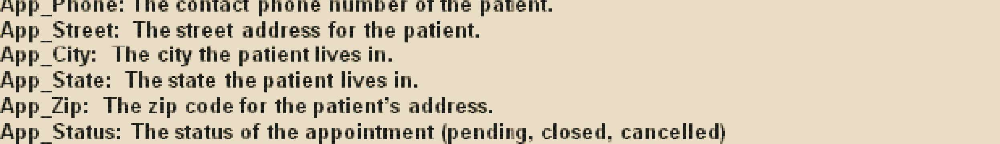 App_Phone: The contact phone number of the patient.
App_Street: The street address for the patient.
App_City: The city the patient lives in.
App_State: The state the patient lives in.
App_Zip: The zip code for the patient's address.
App_Status: The status of the appointment (pending, closed, cancelled)